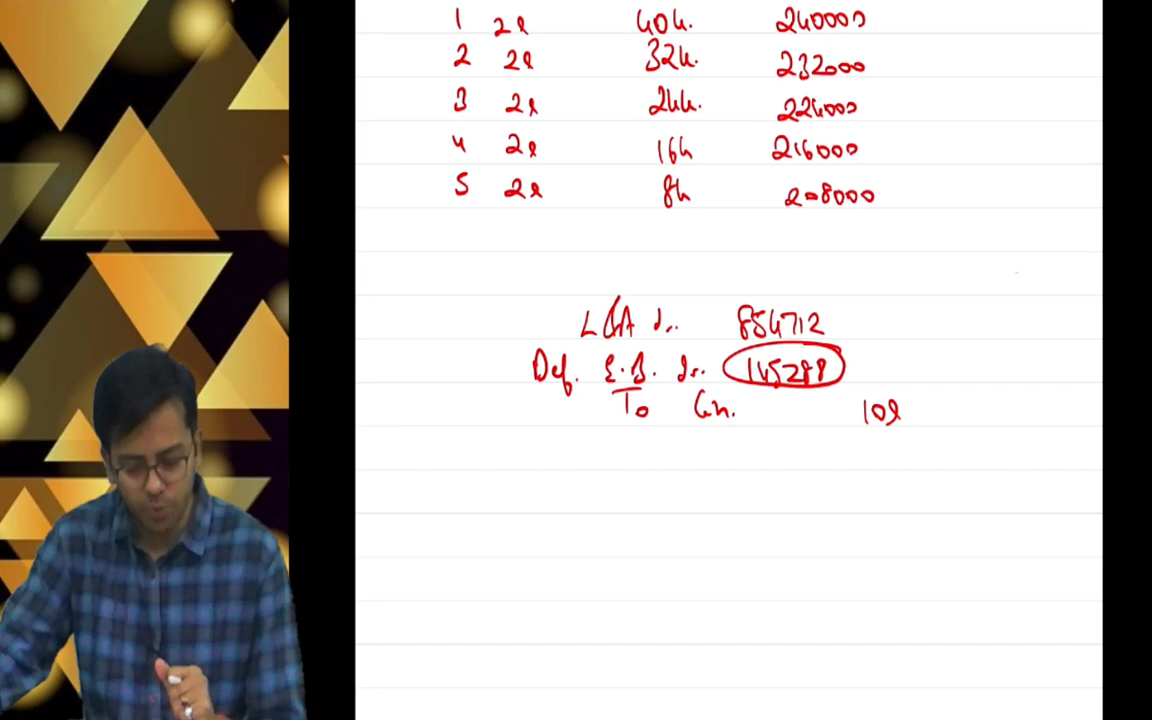 1 2l 40k. 240000
2 2l 32k. 232000
3 2l 24k. 224000
4 2l 16k 216000
5 2l 8k 208000
L&A dr. 854712
Def. E.B. dr. 145288
To Cash. 10l